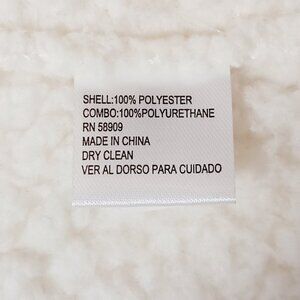 SHELL:100% POLYESTER
COMBO:100%POLYURETHANE
RN 58909
MADE IN CHINA
DRY CLEAN
VER AL DORSO PARA CUIDADO